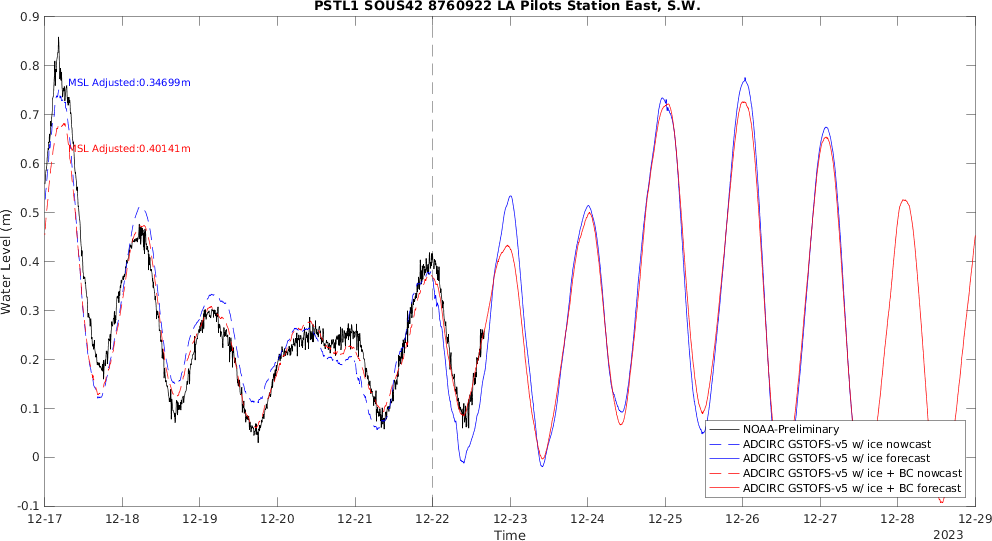 PSTL1 SOUS42 8760922 LA Pilots Station East, S.W.
0.9
0.8
0.7
0.6
0.5
0.4
0.3
0.2
0.1
0
-0.1
Water Level (m)
MSL Adjusted:0.34699m
MSL Adjusted:0.40141m
NOAA-Preliminary
ADCIRC GSTOFS-v5 w/ ice nowcast
ADCIRC GSTOFS-v5 w/ ice forecast
ADCIRC GSTOFS-v5 w/ ice + BC nowcast
ADCIRC GSTOFS-v5 w/ ice + BC forecast
12-17 12-18 12-19 12-20 12-21 12-22 12-23 12-24 12-25 12-26 12-27 12-28 12-29
Time
2023